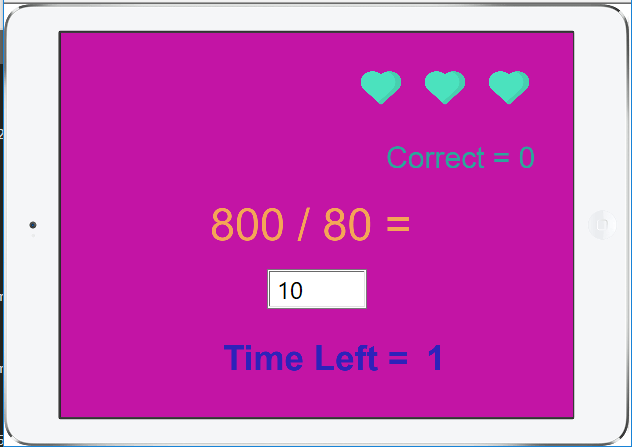 Correct = 0
800 / 80 =
10
Time Left = 1